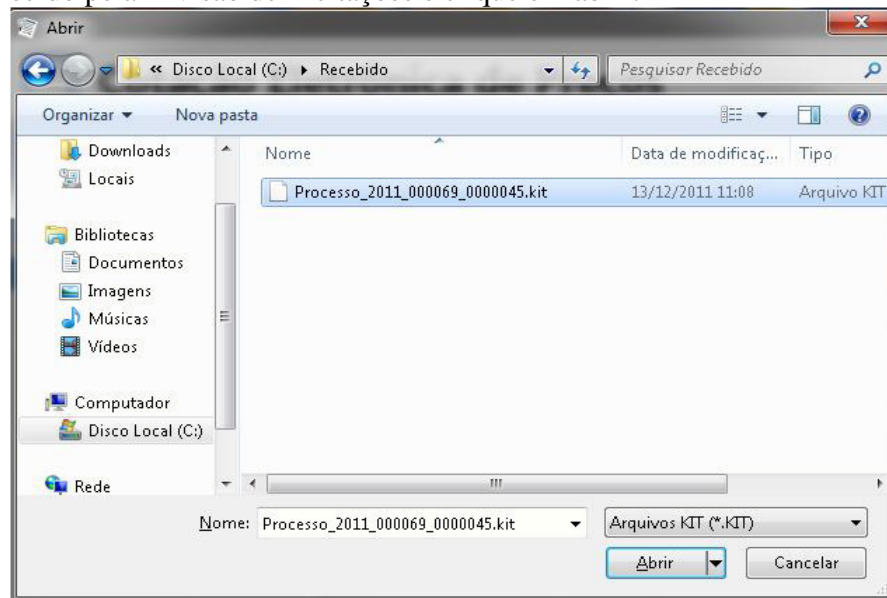 Abrir
« Disco Local (C:) ▸ Recebido
Pesquisar Recebido
Organizar
Nova pasta
Downloads
Locais
Bibliotecas
Documentos
Imagens
Músicas
Vídeos
Computador
Disco Local (C:)
Rede
Nome
Data de modificaç...
Tipo
Processo_2011_000069_0000045.kit
13/12/2011 11:08
Arquivo KIT
Nome: Processo_2011_000069_0000045.kit
Arquivos KIT (*.KIT)
Abrir
Cancelar